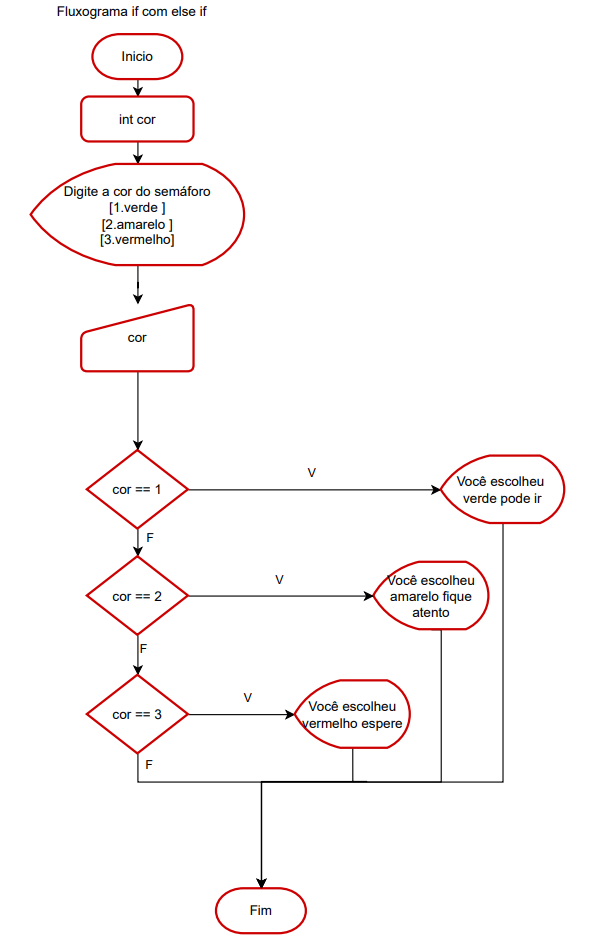 Fluxograma if com else if
Inicio
int cor
Digite a cor do semáforo
[1.verde ]
[2.amarelo ]
[3.vermelho]
cor
cor == 1
V
Você escolheu
verde pode ir
F
cor == 2
V
Você escolheu
amarelo fique
atento
F
cor == 3
V
Você escolheu
vermelho espere
F
Fim